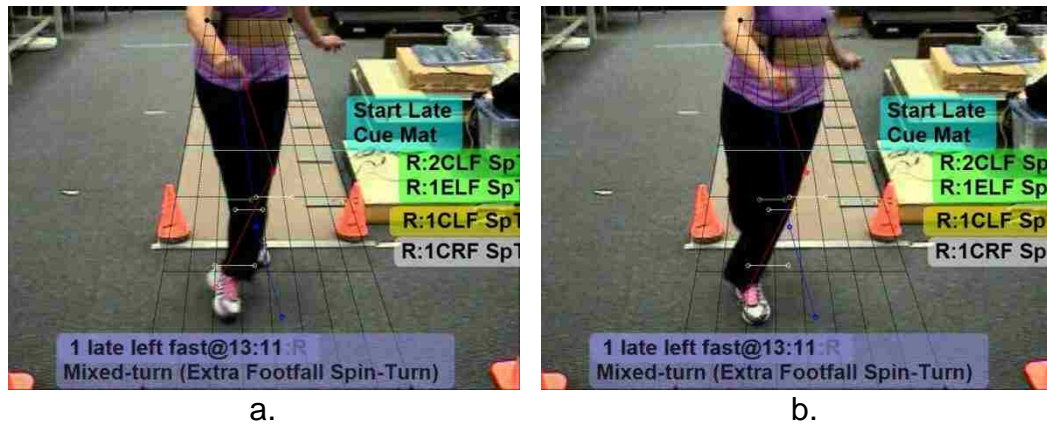 Start Late
Cue Mat
R:2CLF SpT
R:1ELF SpT
R:1CLF SpT
R:1CRF SpT
1 late left fast@13:11:R
Mixed-turn (Extra Footfall Spin-Turn)
a.
Start Late
Cue Mat
R:2CLF Sp
R:1ELF Sp
R:1CLF Sp
R:1CRF Sp
1 late left fast@13:11:R
Mixed-turn (Extra Footfall Spin-Turn)
b.